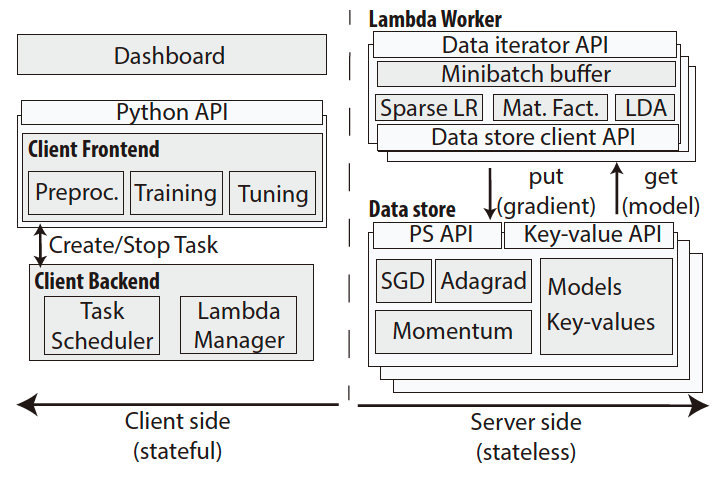 Dashboard
Python API
Client Frontend
Preproc.
Training
Tuning
Create/Stop Task
Client Backend
Task
Scheduler
Lambda
Manager
Client side
(stateful)
Lambda Worker
Data iterator API
Minibatch buffer
Sparse LR
Mat. Fact.
LDA
Data store client API
put
(gradient)
get
(model)
Data store
PS API
Key-value API
SGD
Adagrad
Momentum
Models
Key-values
Server side
(stateless)